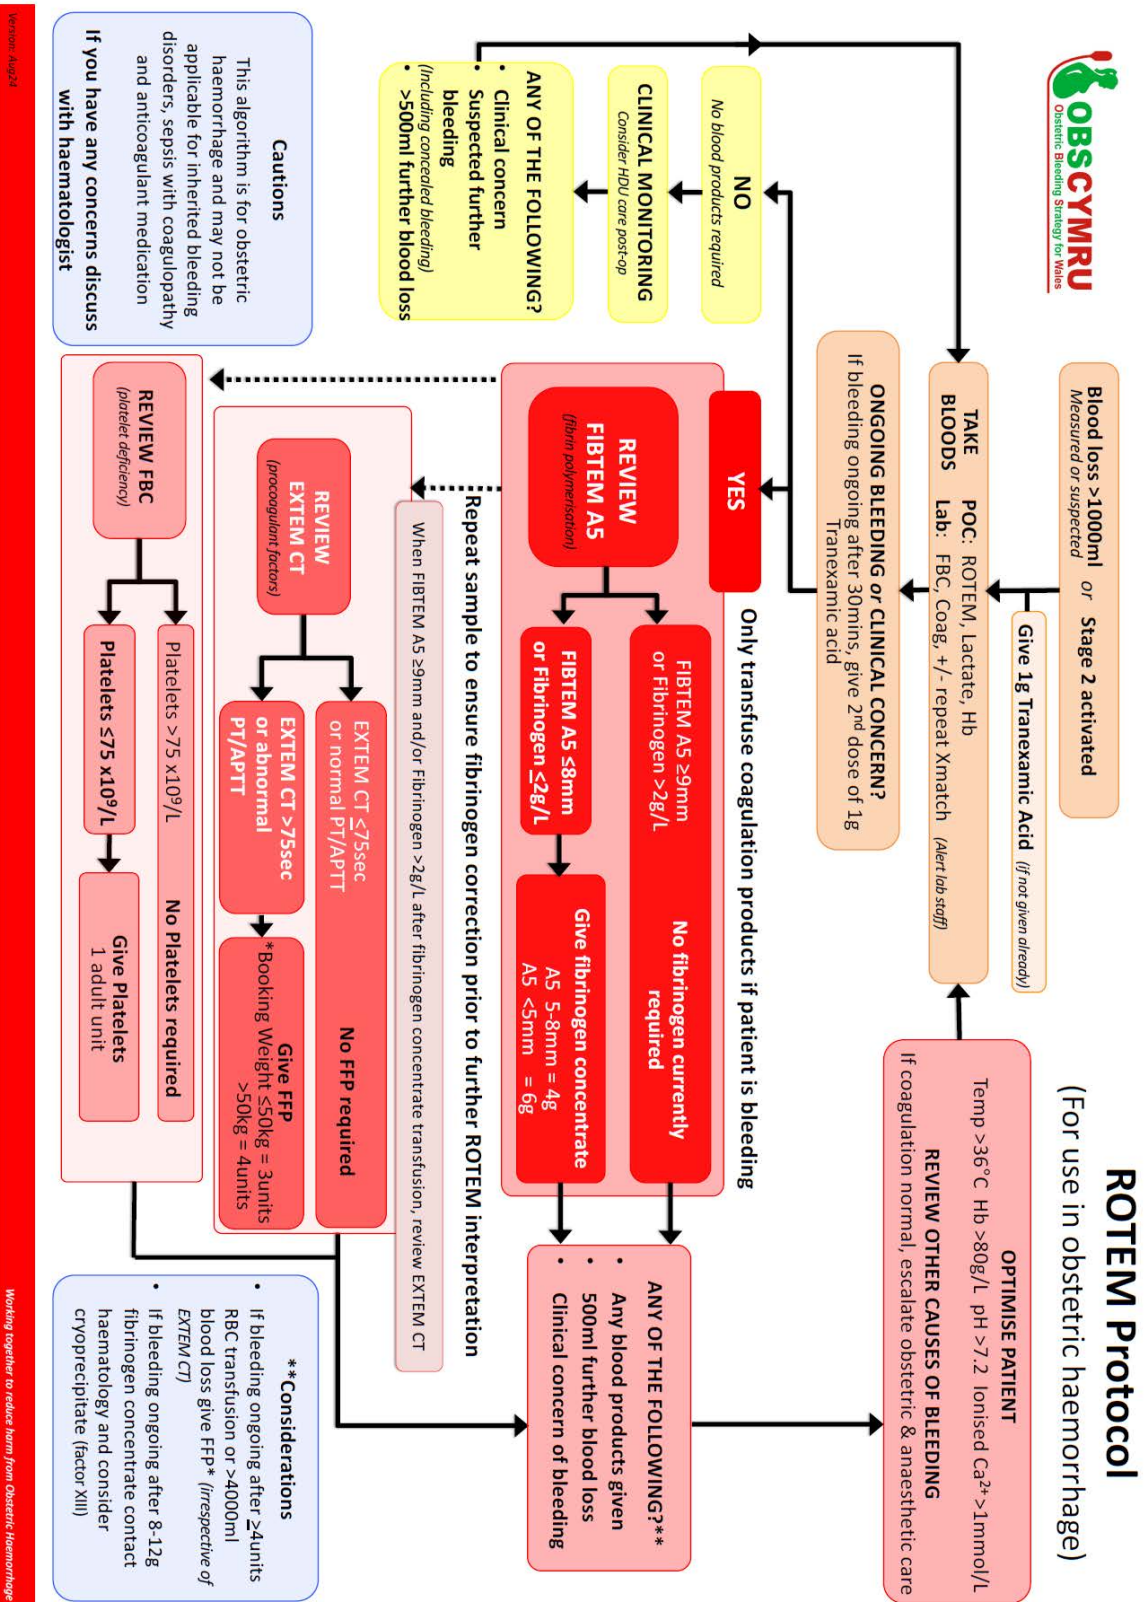 OBSCYMRU
Obstetric Bleeding Strategy for Wales
ROTEM Protocol
(For use in obstetric haemorrhage)
Blood loss >1000ml or Stage 2 activated
Measured or suspected
Give 1g Tranexamic Acid (if not given already)
TAKE BLOODS
POC: ROTEM, Lactate, Hb
Lab: FBC, Coag, +/- repeat Xmatch (Alert lab staff)
ONGOING BLEEDING or CLINICAL CONCERN?
If bleeding ongoing after 30mins, give 2nd dose of 1g
Tranexamic acid
OPTIMISE PATIENT
Temp >36°C Hb >80g/L pH >7.2 Ionised Ca²⁺ >1mmol/L
REVIEW OTHER CAUSES OF BLEEDING
If coagulation normal, escalate obstetric & anaesthetic care
NO
No blood products required
CLINICAL MONITORING
Consider HDU care post-op
ANY OF THE FOLLOWING?
• Clinical concern
• Suspected further
bleeding
(Including concealed bleeding)
• >500ml further blood loss
YES
Only transfuse coagulation products if patient is bleeding
REVIEW
FIBTEM A5
(fibrin polymerisation)
FIBTEM A5 ≥9mm
or Fibrinogen >2g/L
No fibrinogen currently
required
FIBTEM A5 ≤8mm
or Fibrinogen ≤2g/L
Give fibrinogen concentrate
A5 5-8mm = 4g
A5 <5mm = 6g
ANY OF THE FOLLOWING?**
• Any blood products given
• 500ml further blood loss
• Clinical concern of bleeding
Repeat sample to ensure fibrinogen correction prior to further ROTEM interpretation
When FIBTEM A5 ≥9mm and/or Fibrinogen >2g/L after fibrinogen concentrate transfusion, review EXTEM CT
REVIEW
EXTEM CT
(procoagulant factors)
EXTEM CT ≤75sec
or normal PT/APTT
No FFP required
EXTEM CT >75sec
or abnormal
PT/APTT
Give FFP
*Booking Weight ≤50kg = 3units
>50kg = 4units
REVIEW FBC
(platelet deficiency)
Platelets >75 x10⁹/L
No Platelets required
Platelets ≤75 x10⁹/L
Give Platelets
1 adult unit
Cautions
This algorithm is for obstetric
haemorrhage and may not be
applicable for inherited bleeding
disorders, sepsis with coagulopathy
and anticoagulant medication
If you have any concerns discuss
with haematologist
**Considerations
• If bleeding ongoing after ≥4units
RBC transfusion or >4000ml
blood loss give FFP* (irrespective of
EXTEM CT)
• If bleeding ongoing after 8-12g
fibrinogen concentrate contact
haematology and consider
cryoprecipitate (factor XIII)
Version: Aug24
Working together to reduce harm from Obstetric Haemorrhage